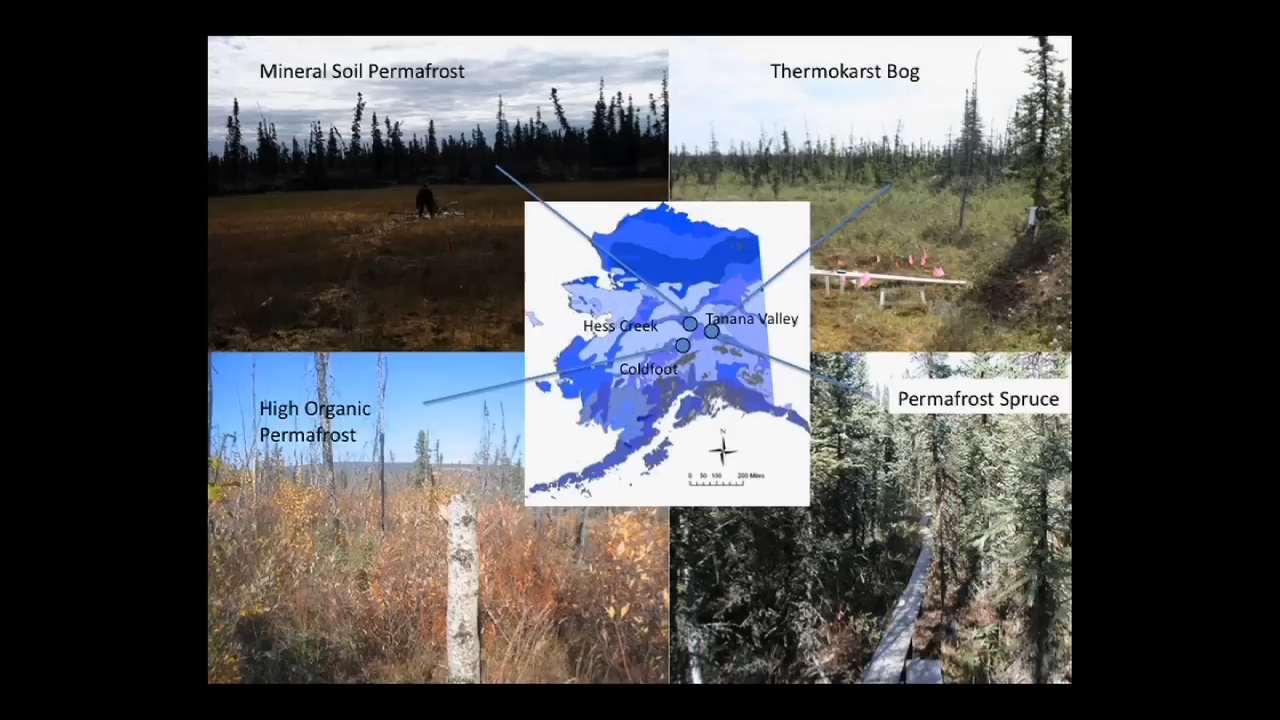 Mineral Soil Permafrost
Thermokarst Bog
Hess Creek
Tanana Valley
Coldfoot
High Organic
Permafrost
Permafrost Spruce
N
0 50 100 200 Miles